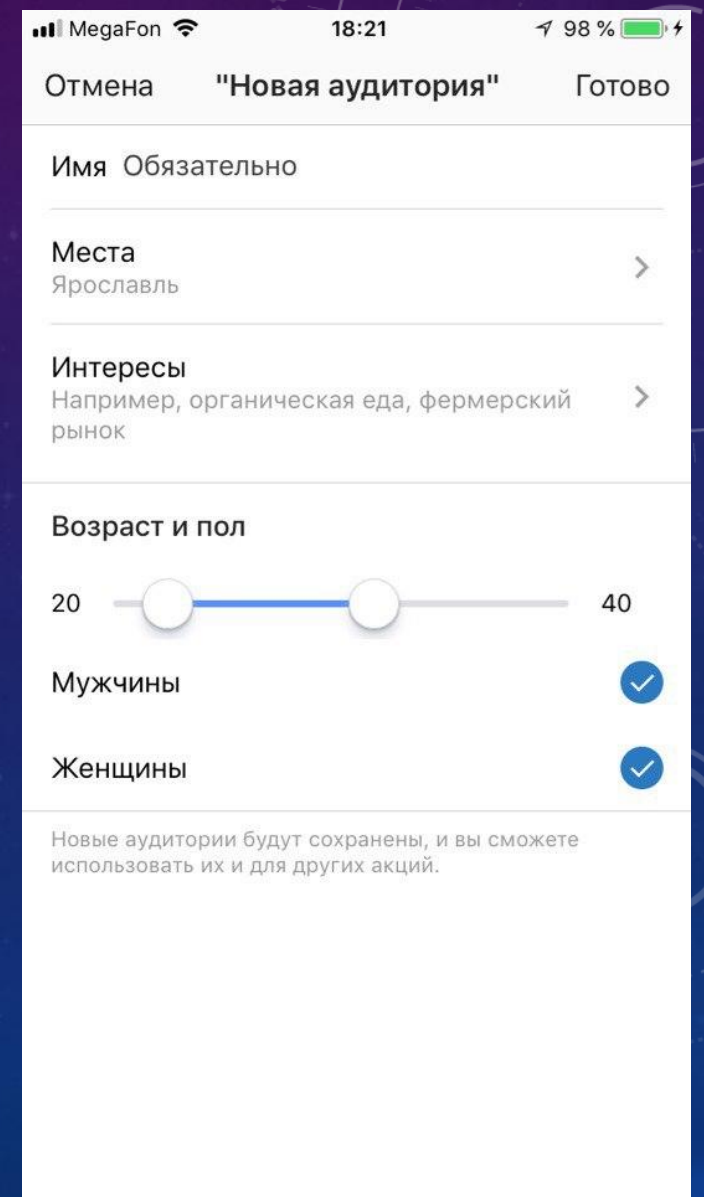 MegaFon 18:21 98 %
Отмена "Новая аудитория" Готово
Имя Обязательно
Места
Ярославль
Интересы
Например, органическая еда, фермерский
рынок
Возраст и пол
20 40
Мужчины
Женщины
Новые аудитории будут сохранены, и вы сможете
использовать их и для других акций.